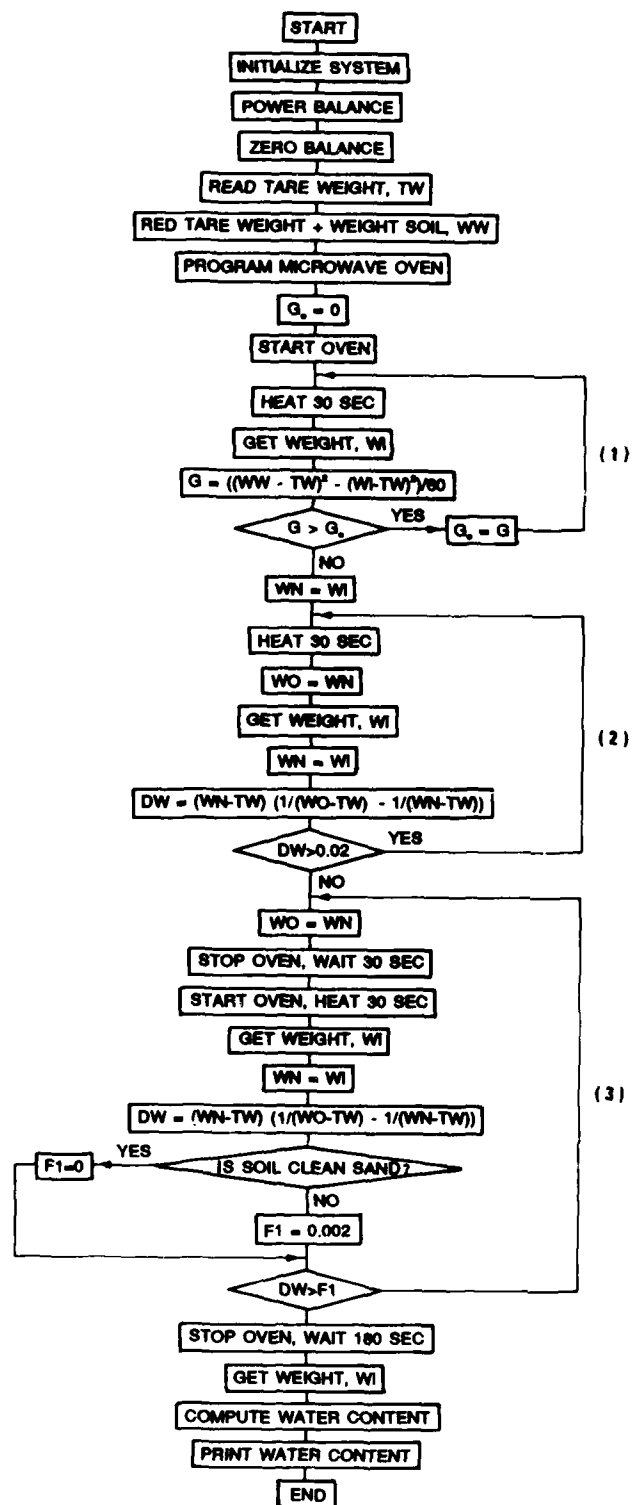 START
INITIALIZE SYSTEM
POWER BALANCE
ZERO BALANCE
READ TARE WEIGHT, TW
RED TARE WEIGHT + WEIGHT SOIL, WW
PROGRAM MICROWAVE OVEN
G₀ = 0
START OVEN
HEAT 30 SEC
GET WEIGHT, WI
(1)
G = ((WW - TW)² - (WI-TW)²)/60
G > G₀
YES
G₀ = G
NO
WN = WI
HEAT 30 SEC
WO = WN
GET WEIGHT, WI
(2)
WN = WI
DW = (WN-TW) (1/(WO-TW) - 1/(WN-TW))
DW>0.02
YES
NO
WO = WN
STOP OVEN, WAIT 30 SEC
START OVEN, HEAT 30 SEC
GET WEIGHT, WI
WN = WI
(3)
DW = (WN-TW) (1/(WO-TW) - 1/(WN-TW))
YES
F1=0
IS SOIL CLEAN SAND?
NO
F1 = 0.002
DW>F1
STOP OVEN, WAIT 180 SEC
GET WEIGHT, WI
COMPUTE WATER CONTENT
PRINT WATER CONTENT
END